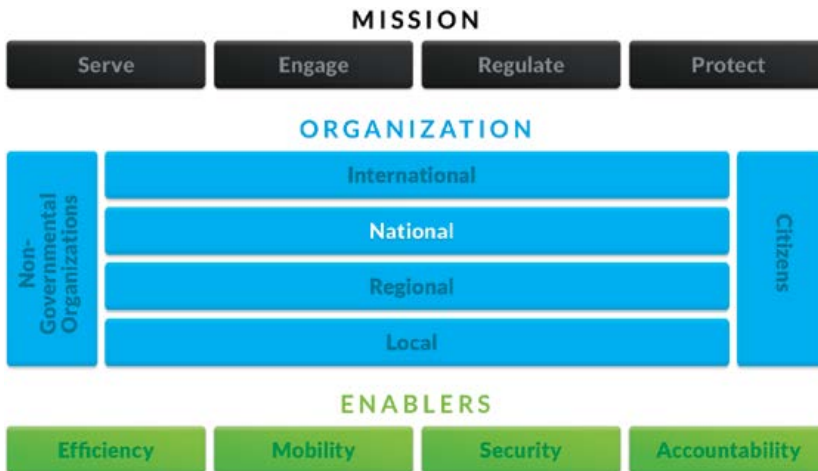 MISSION
Serve Engage Regulate Protect
ORGANIZATION
Non-
Governmental
Organizations
International
National
Regional
Local
Citizens
ENABLERS
Efficiency Mobility Security Accountability